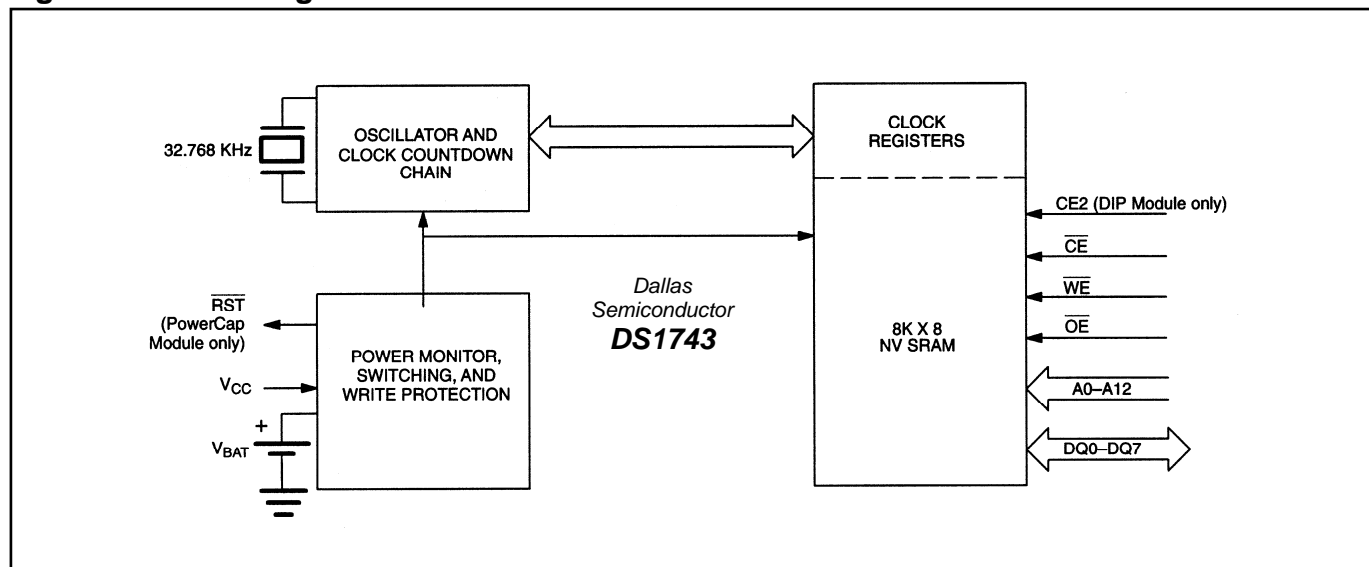 32.768 KHz
OSCILLATOR AND
CLOCK COUNTDOWN
CHAIN
CLOCK
REGISTERS
CE2 (DIP Module only)
CE
WE
OE
A0–A12
DQ0–DQ7
8K X 8
NV SRAM
Dallas
Semiconductor
DS1743
RST
(PowerCap
Module only)
VCC
+
VBAT
POWER MONITOR,
SWITCHING, AND
WRITE PROTECTION